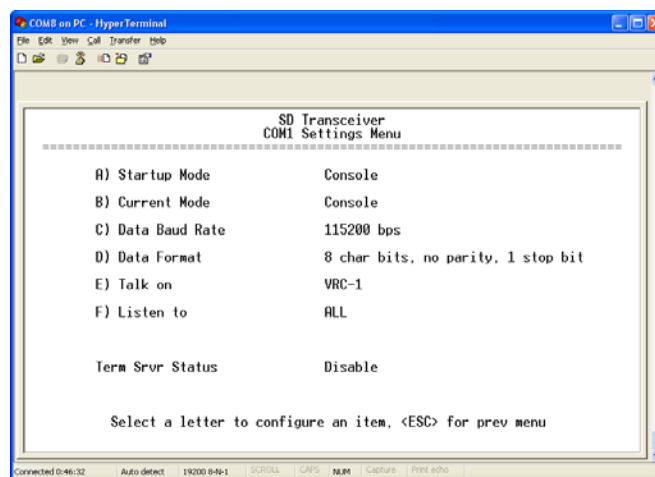 COM8 on PC - HyperTerminal
File Edit View Call Transfer Help
SD Transceiver
COM1 Settings Menu
==========================================================================
A) Startup Mode Console
B) Current Mode Console
C) Data Baud Rate 115200 bps
D) Data Format 8 char bits, no parity, 1 stop bit
E) Talk on VRC-1
F) Listen to ALL
Term Srvr Status Disable
Select a letter to configure an item, <ESC> for prev menu
Connected 0:46:32 Auto detect 19200 8-N-1 SCROLL CAPS NUM Capture Print echo